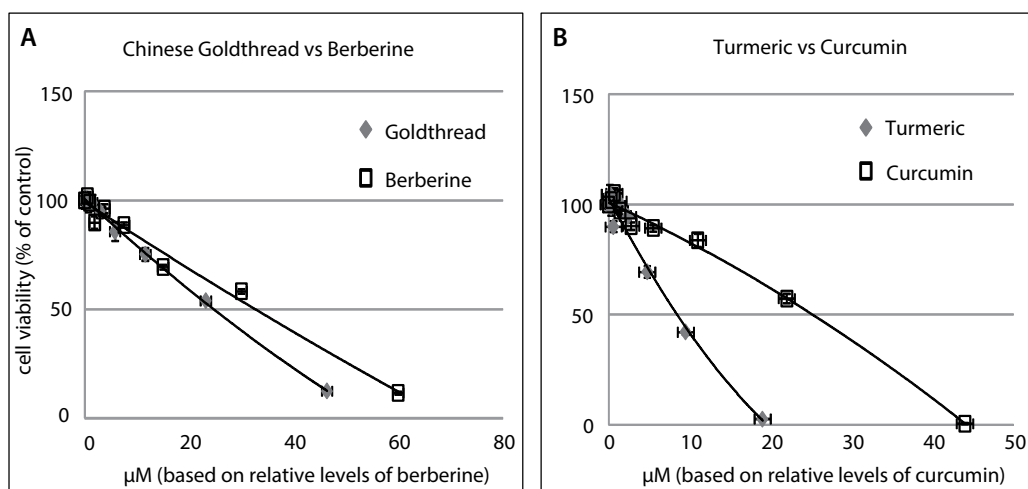 A
Chinese Goldthread vs Berberine
150
100
50
0
cell viability (% of control)
Goldthread
Berberine
0 20 40 60 80
µM (based on relative levels of berberine)
B
Turmeric vs Curcumin
150
100
50
0
Turmeric
Curcumin
0 10 20 30 40 50
µM (based on relative levels of curcumin)